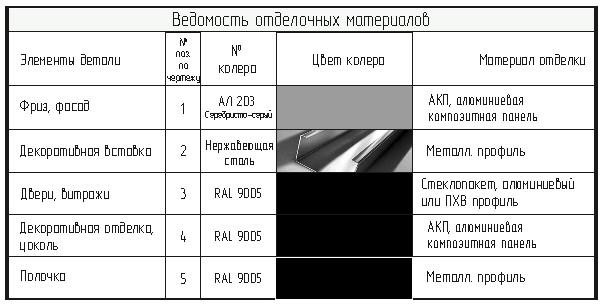 Ведомость отделочных материалов
Элементы детали
№
поз.
по
чертежу
№
колера
Цвет колера
Материал отделки
Фриз, фасад
1
АЛ 203
Серебристо-серый
АКП, алюминиевая
композитная панель
Декоративная вставка
2
Нержавеющая
сталь
Металл. профиль
Двери, витражи
3
RAL 9005
Стеклопакет, алюминиевый
или ПХВ профиль
Декоративная отделка,
цоколь
4
RAL 9005
АКП, алюминиевая
композитная панель
Полочка
5
RAL 9005
Металл. профиль